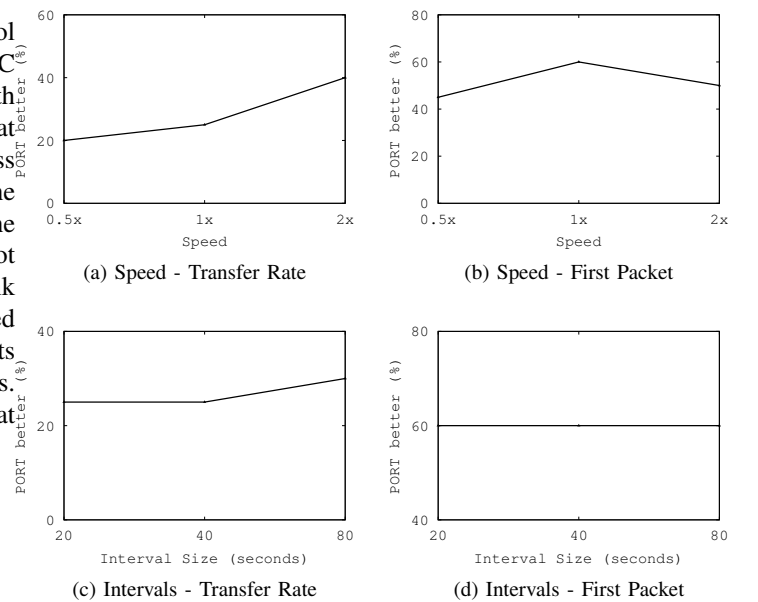 60
40
20
0
PORT better (%)
0.5x 1x 2x
Speed
(a) Speed - Transfer Rate
80
60
40
20
0
PORT better (%)
0.5x 1x 2x
Speed
(b) Speed - First Packet
40
20
0
PORT better (%)
20 40 80
Interval Size (seconds)
(c) Intervals - Transfer Rate
80
60
40
PORT better (%)
20 40 80
Interval Size (seconds)
(d) Intervals - First Packet